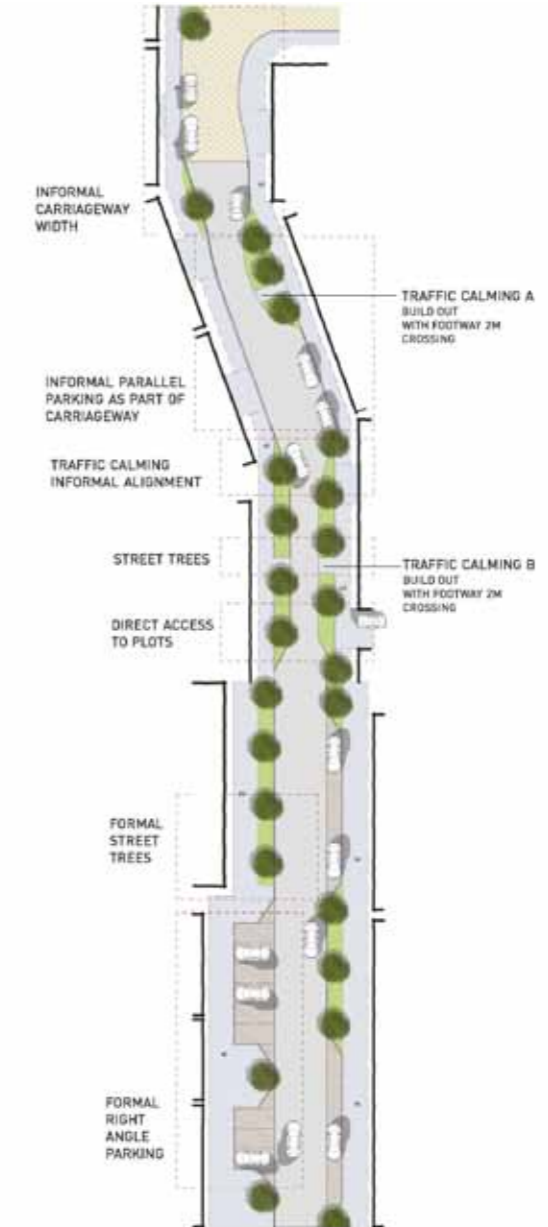 INFORMAL
CARRIAGEWAY
WIDTH
TRAFFIC CALMING A
BUILD OUT
WITH FOOTWAY 2M
CROSSING
INFORMAL PARALLEL
PARKING AS PART OF
CARRIAGEWAY
TRAFFIC CALMING
INFORMAL ALIGNMENT
STREET TREES
TRAFFIC CALMING B
BUILD OUT
WITH FOOTWAY 2M
CROSSING
DIRECT ACCESS
TO PLOTS
FORMAL
STREET
TREES
FORMAL
RIGHT
ANGLE
PARKING